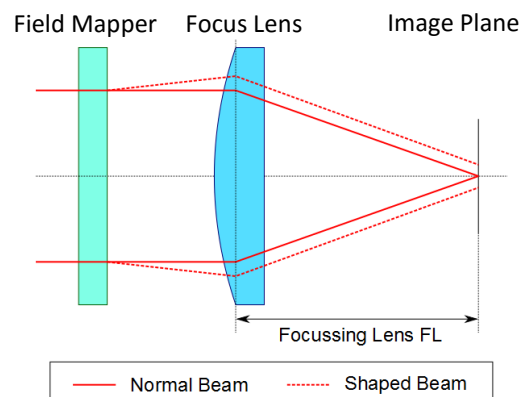 Field Mapper
Focus Lens
Image Plane
Focussing Lens FL
Normal Beam
Shaped Beam